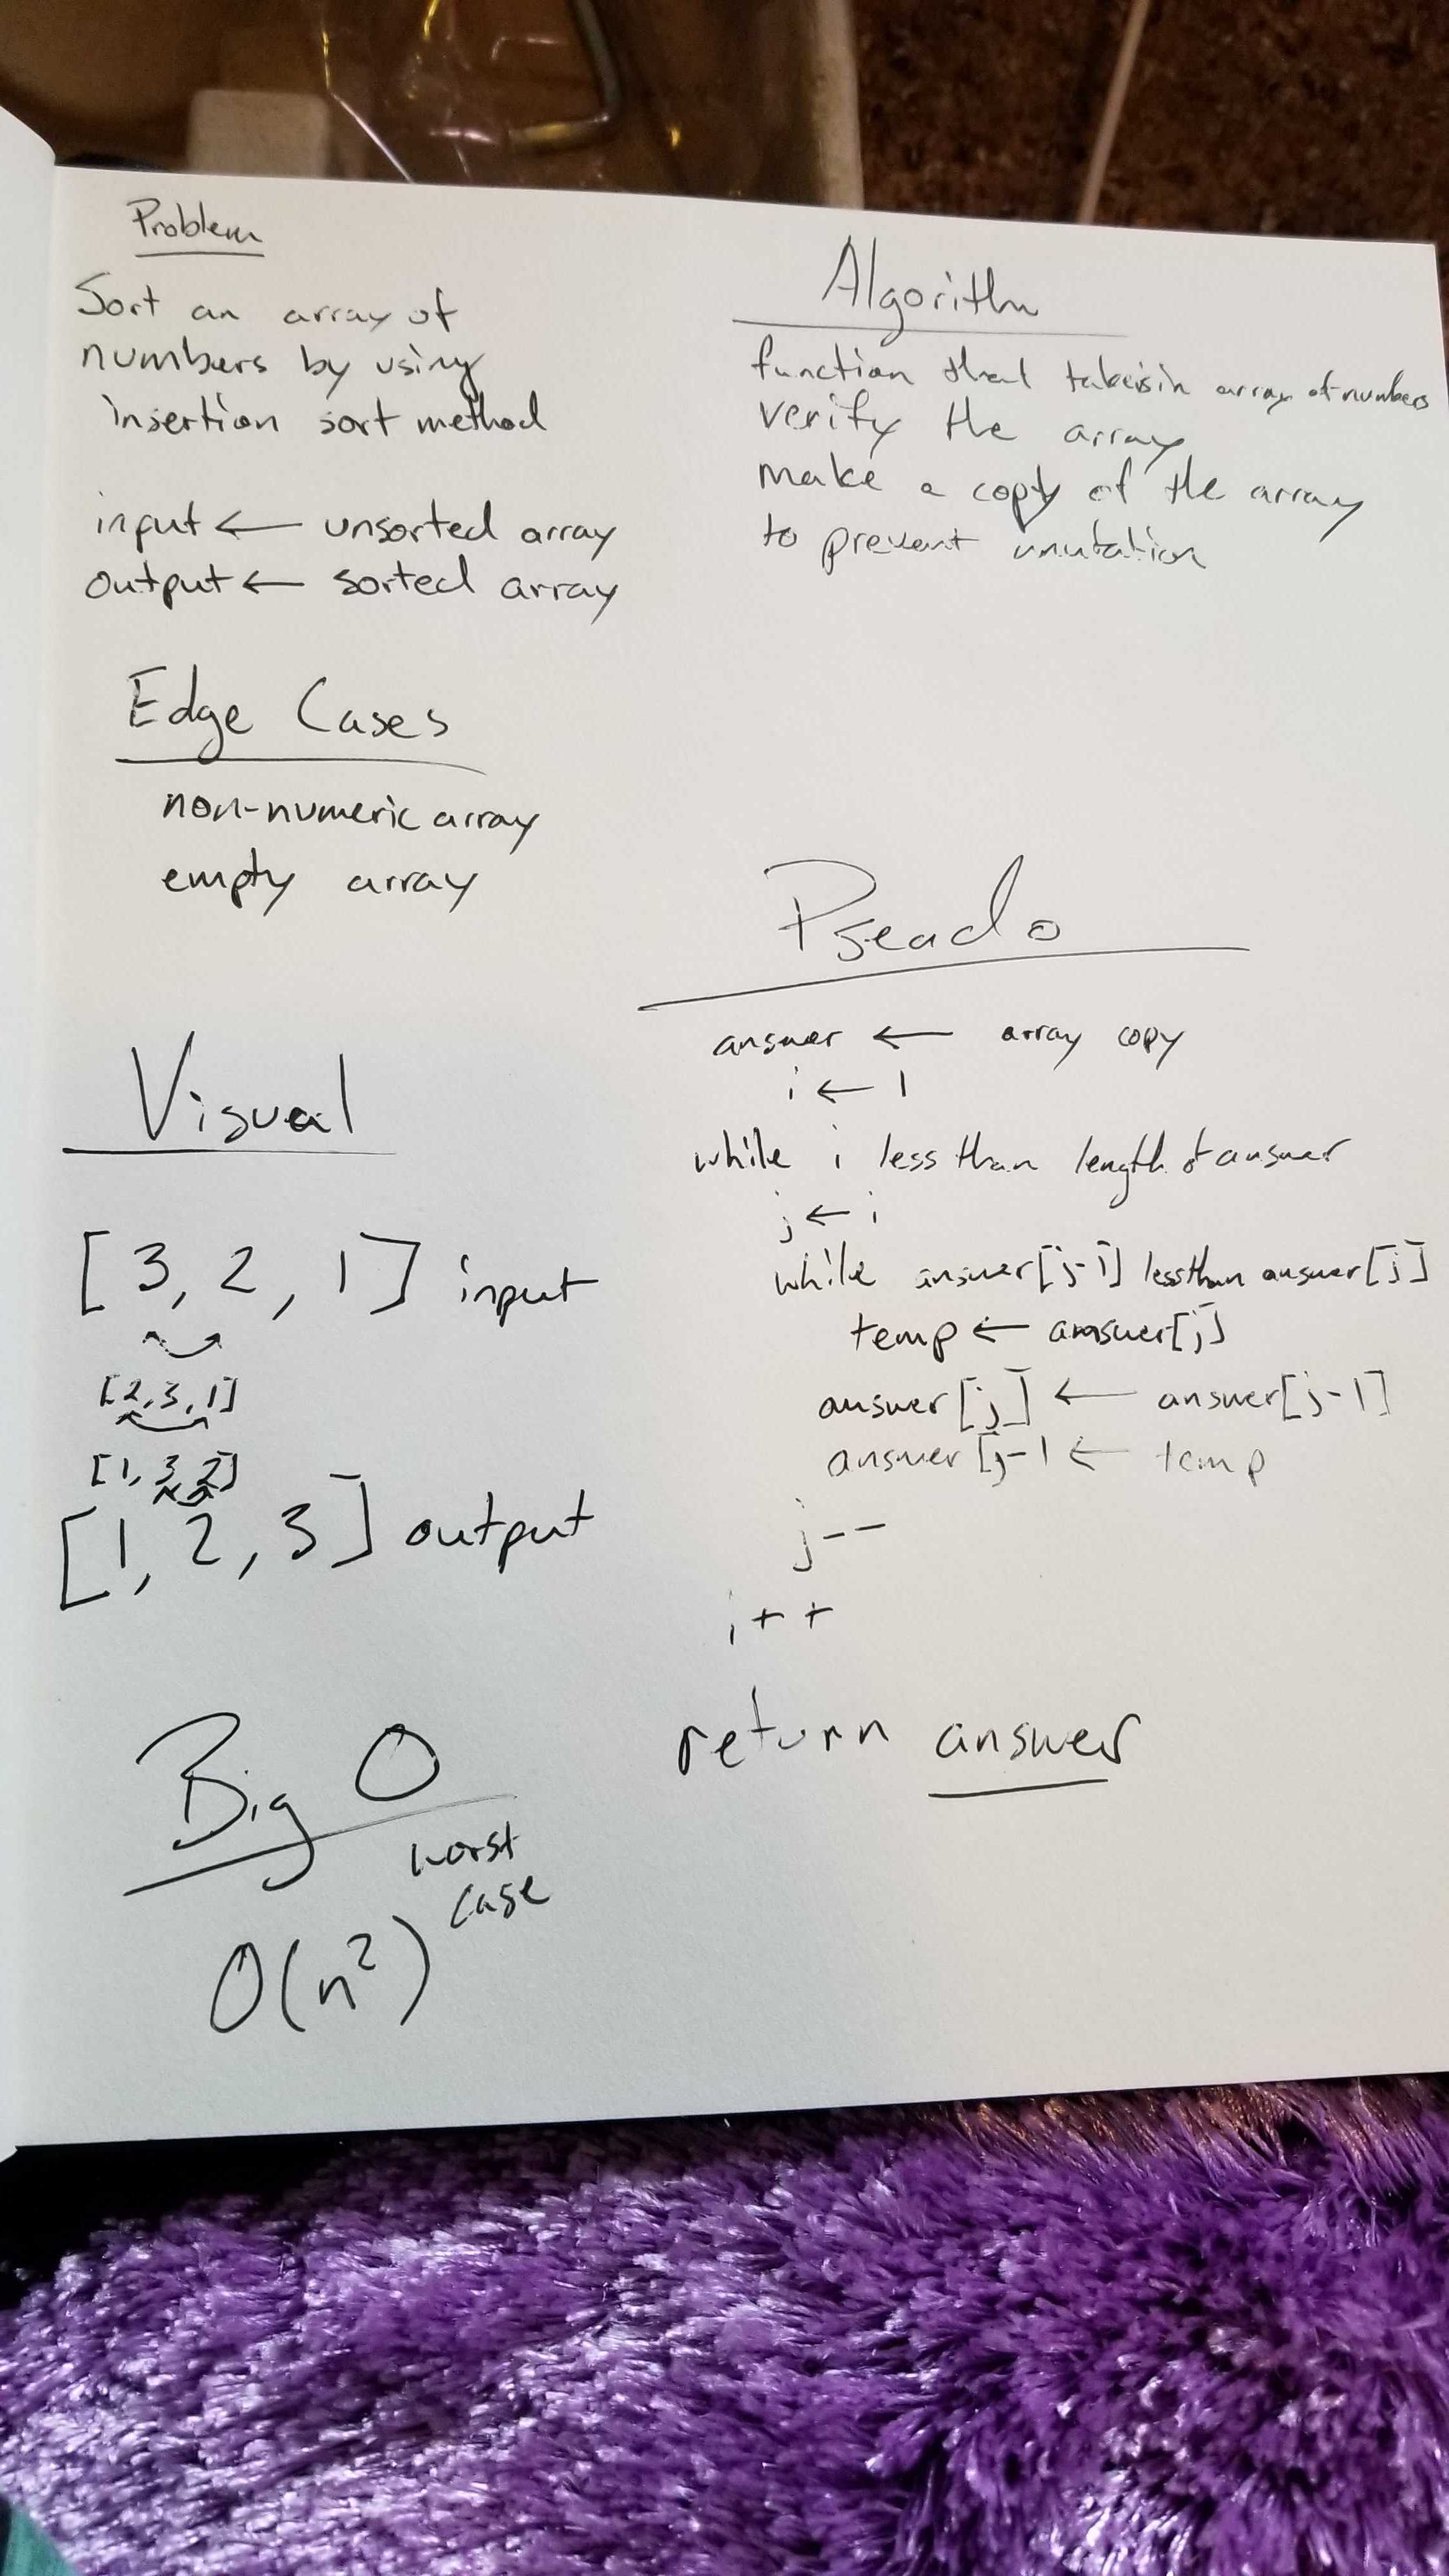 Problem
Sort an array of
numbers by using
insertion sort method
input ← unsorted array
output ← sorted array
Edge Cases
non-numeric array
empty array
Visual
[3, 2, 1] input
[2, 3, 1]
[1, 3, 2]
[1, 2, 3] output
Big O
worst
case
O(n²)
Algorithm
function that takes in array of numbers
verify the array
make a copy of the array
to prevent mutation
Pseado
answer ← array copy
i ← 1
while i less than length of answer
j ← i
while answer[j-1] less than answer[j]
temp ← answer[j]
answer[j] ← answer[j-1]
answer[j-1 ← temp
j--
i++
return answer